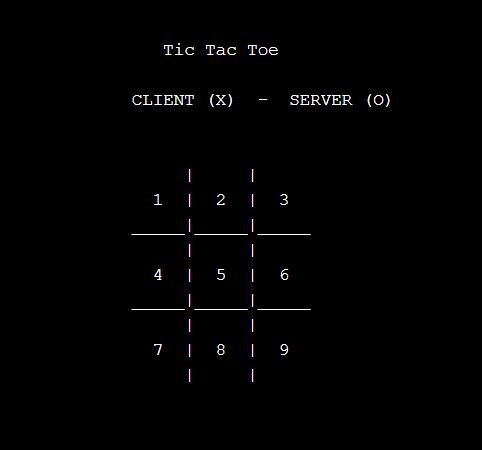 Tic Tac Toe
CLIENT (X)  –  SERVER (O)
1 | 2 | 3
4 | 5 | 6
7 | 8 | 9